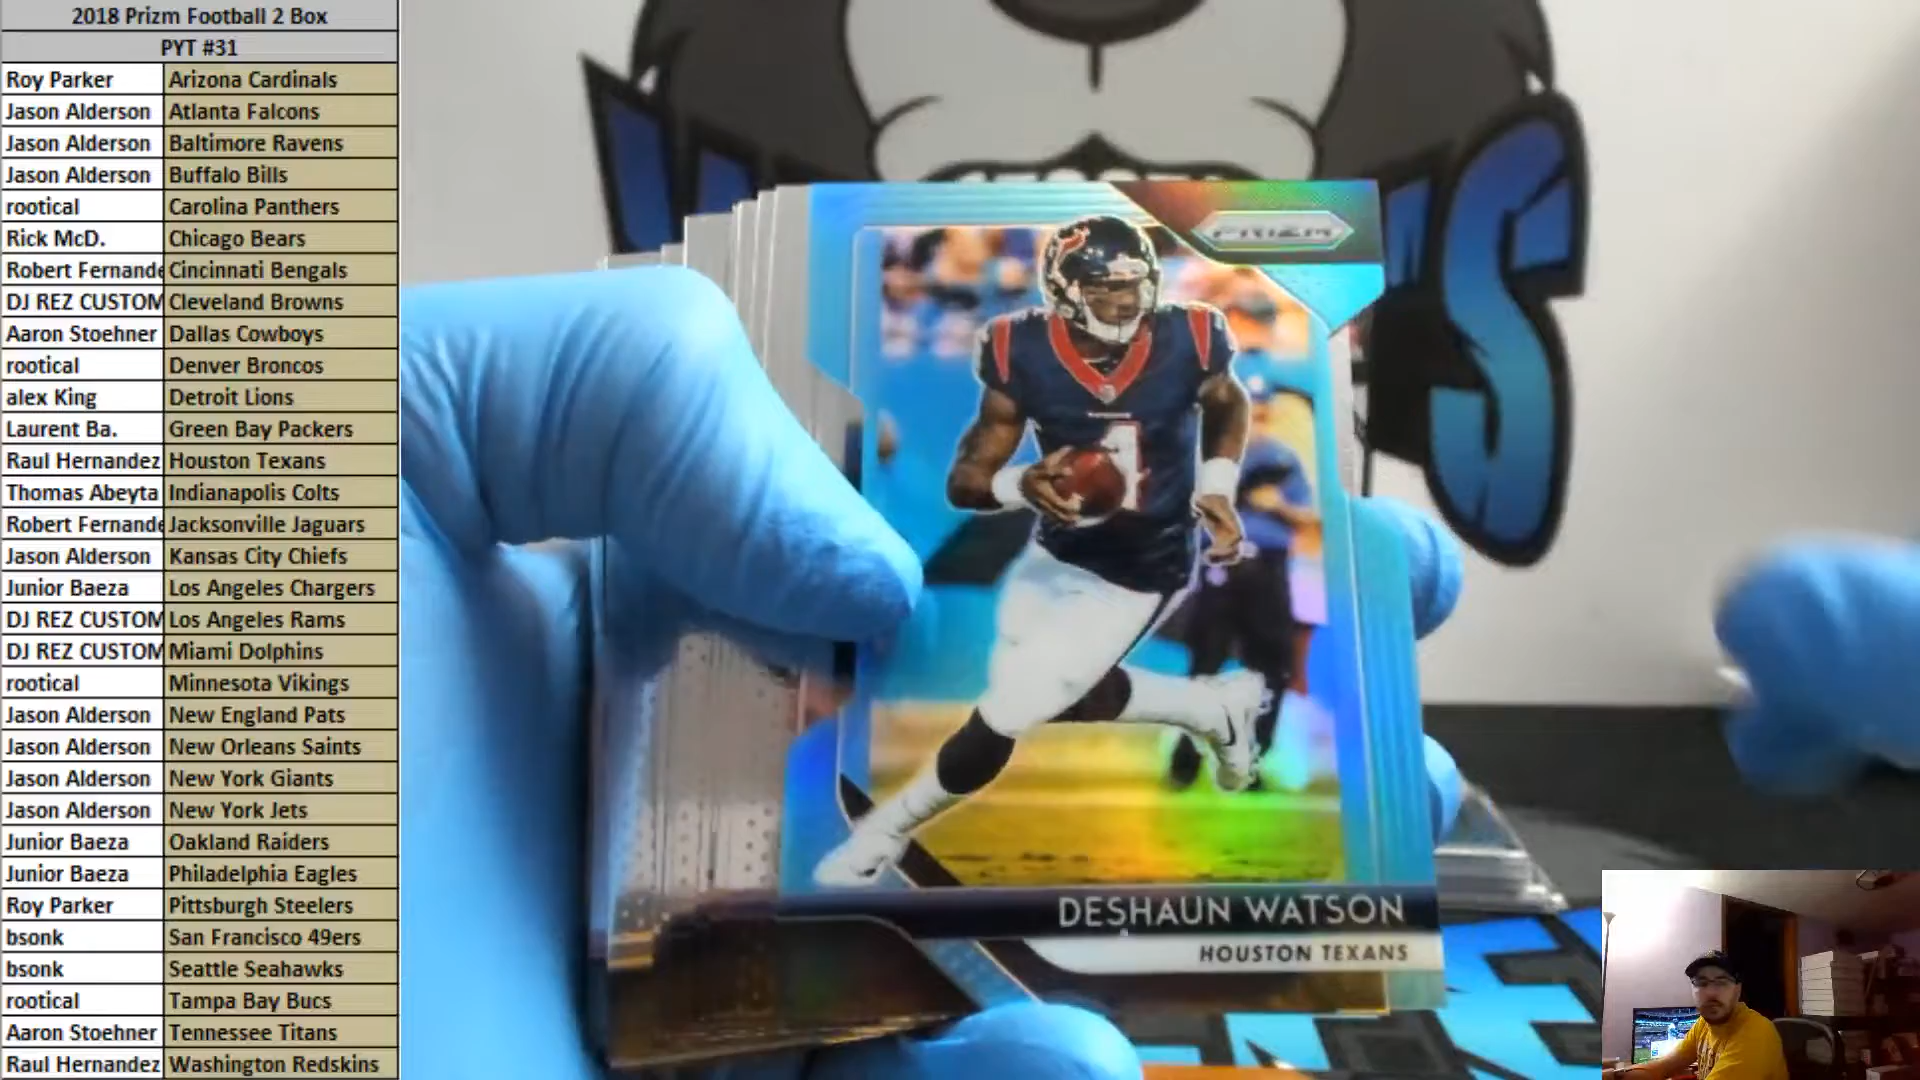 2018 Prizm Football 2 Box
PYT #31
Roy Parker Arizona Cardinals
Jason Alderson Atlanta Falcons
Jason Alderson Baltimore Ravens
Jason Alderson Buffalo Bills
rootical Carolina Panthers
Rick McD. Chicago Bears
Robert Fernande Cincinnati Bengals
DJ REZ CUSTOM Cleveland Browns
Aaron Stoehner Dallas Cowboys
rootical Denver Broncos
alex King Detroit Lions
Laurent Ba. Green Bay Packers
Raul Hernandez Houston Texans
Thomas Abeyta Indianapolis Colts
Robert Fernande Jacksonville Jaguars
Jason Alderson Kansas City Chiefs
Junior Baeza Los Angeles Chargers
DJ REZ CUSTOM Los Angeles Rams
DJ REZ CUSTOM Miami Dolphins
rootical Minnesota Vikings
Jason Alderson New England Pats
Jason Alderson New Orleans Saints
Jason Alderson New York Giants
Jason Alderson New York Jets
Junior Baeza Oakland Raiders
Junior Baeza Philadelphia Eagles
Roy Parker Pittsburgh Steelers
bsonk San Francisco 49ers
bsonk Seattle Seahawks
rootical Tampa Bay Bucs
Aaron Stoehner Tennessee Titans
Raul Hernandez Washington Redskins
PRIZM
4
DESHAUN WATSON
HOUSTON TEXANS